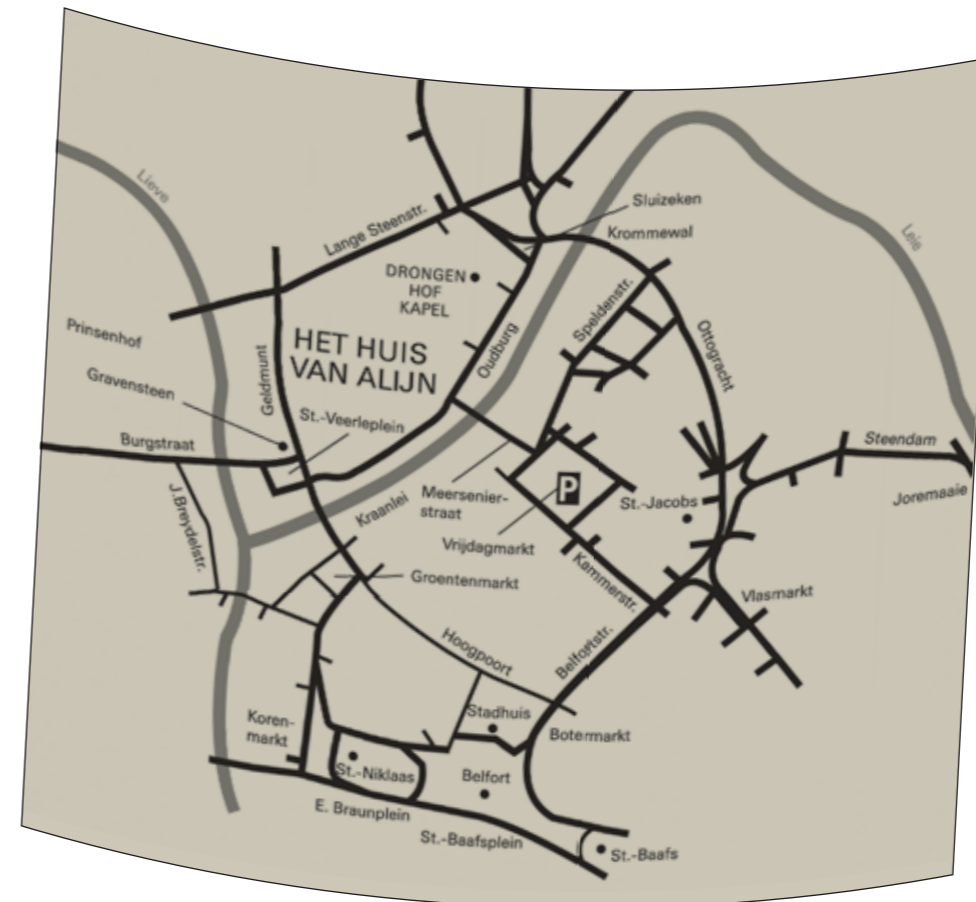 Lieve
Sluizeken
Krommewal
Leie
Lange Steenstr.
DRONGEN
HOF
KAPEL
Speldenstr.
Ottogracht
Prinsenhof
HET HUIS
VAN ALIJN
Oudburg
Gravensteen
Geldmunt
St.-Veerleplein
Burgstraat
Steendam
J.Breydelstr.
Kraanlei
Meersenier-
straat
P
St.-Jacobs
Joremaaie
Vrijdagmarkt
Groentenmarkt
Kammerstr.
Vlasmarkt
Hoogpoort
Belfortstr.
Koren-
markt
Stadhuis
Botermarkt
St.-Niklaas
Belfort
E. Braunplein
St.-Baafsplein
St.-Baafs